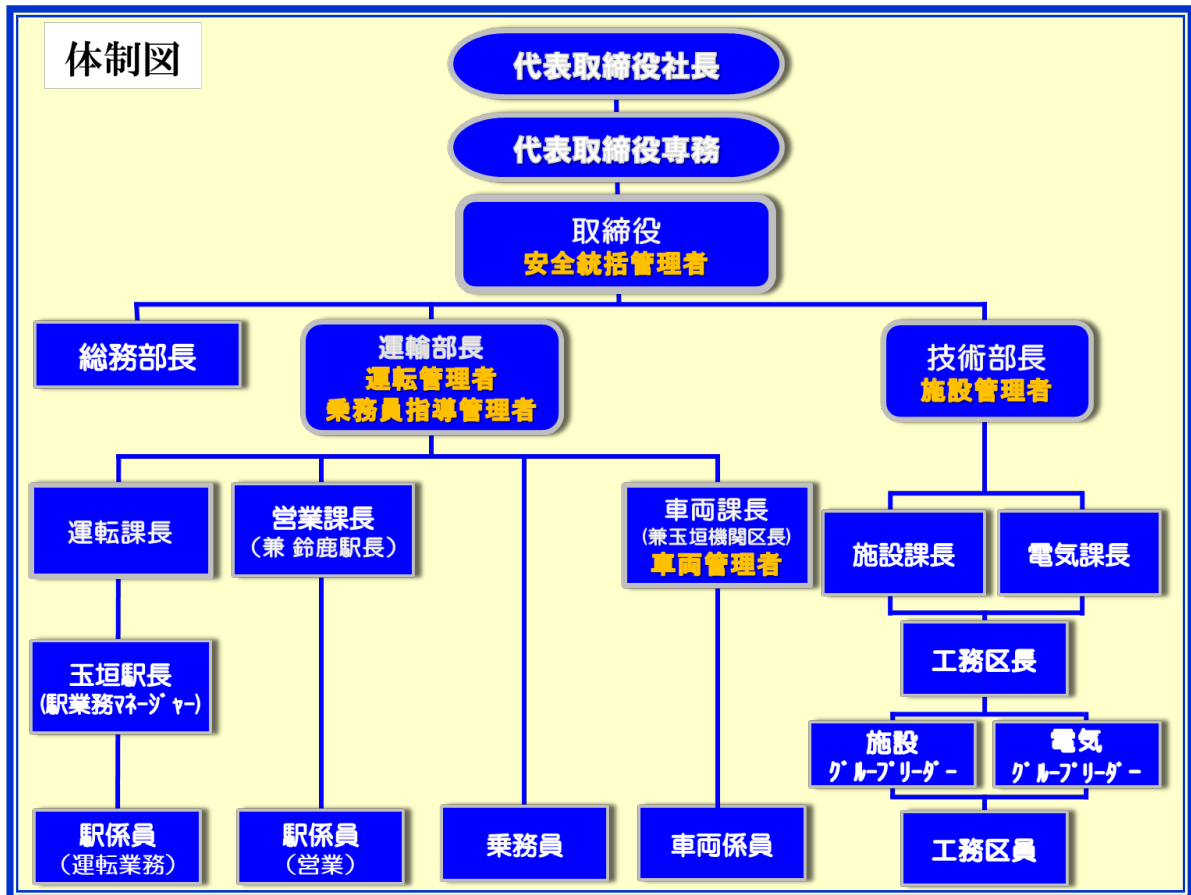 体制図
代表取締役社長
代表取締役専務
取締役
安全統括管理者
総務部長
運輸部長
運転管理者
乗務員指導管理者
技術部長
施設管理者
運転課長
営業課長
（兼 鈴鹿駅長）
車両課長
(兼玉垣機関区長)
車両管理者
施設課長
電気課長
玉垣駅長
(駅業務ﾏﾈｰｼﾞｬｰ)
工務区長
施設
ｸﾞﾙｰﾌﾟﾘｰﾀﾞｰ
電気
ｸﾞﾙｰﾌﾟﾘｰﾀﾞｰ
駅係員
（運転業務）
駅係員
（営業）
乗務員
車両係員
工務区員